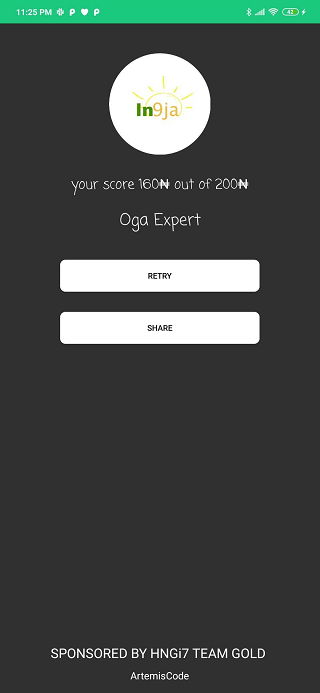 11:25 PM
42
In9ja
your score 160₦ out of 200₦
Oga Expert
RETRY
SHARE
SPONSORED BY HNGi7 TEAM GOLD
ArtemisCode